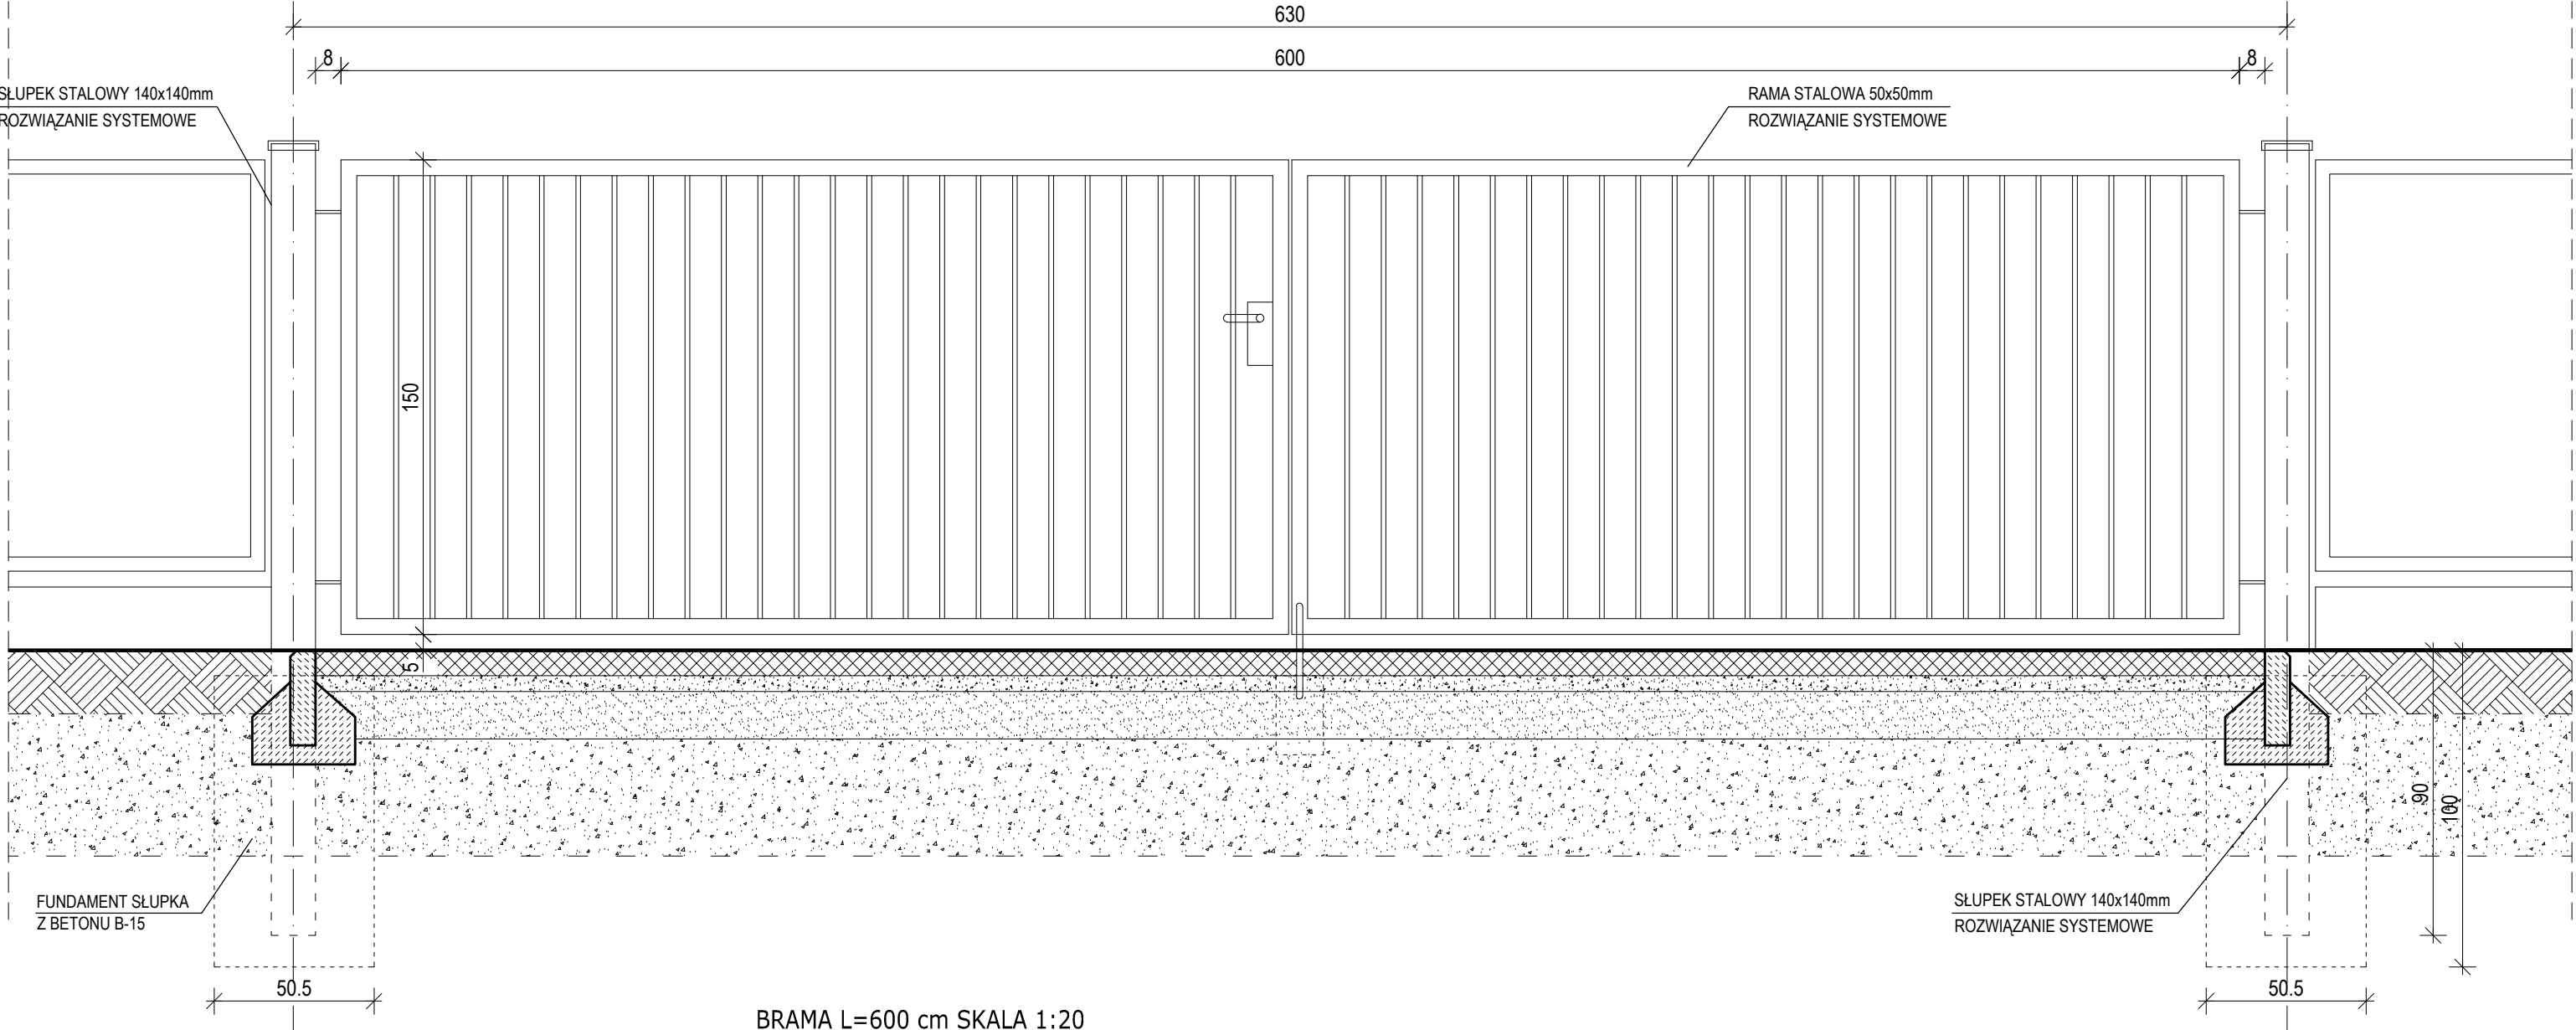 630
8
600
8
SŁUPEK STALOWY 140x140mm
ROZWIĄZANIE SYSTEMOWE
RAMA STALOWA 50x50mm
ROZWIĄZANIE SYSTEMOWE
150
5
90
100
FUNDAMENT SŁUPKA
Z BETONU B-15
SŁUPEK STALOWY 140x140mm
ROZWIĄZANIE SYSTEMOWE
50.5
50.5
BRAMA L=600 cm SKALA 1:20